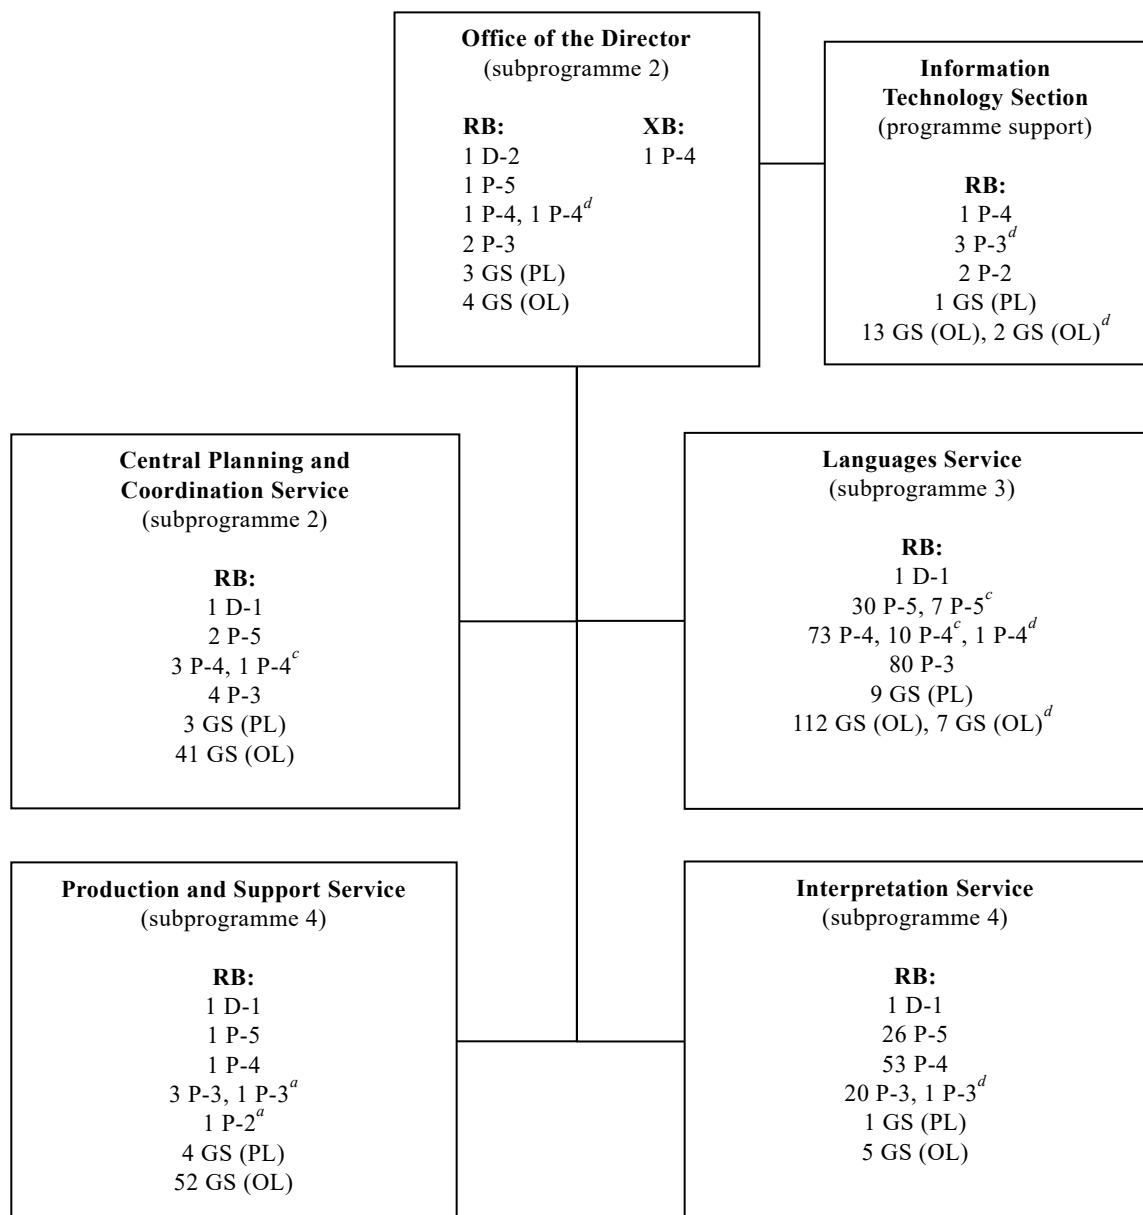 Office of the Director
(subprogramme 2)
RB:
1 D-2
1 P-5
1 P-4, 1 P-4d
2 P-3
3 GS (PL)
4 GS (OL)
XB:
1 P-4
Information
Technology Section
(programme support)
RB:
1 P-4
3 P-3d
2 P-2
1 GS (PL)
13 GS (OL), 2 GS (OL)d
Central Planning and
Coordination Service
(subprogramme 2)
RB:
1 D-1
2 P-5
3 P-4, 1 P-4c
4 P-3
3 GS (PL)
41 GS (OL)
Languages Service
(subprogramme 3)
RB:
1 D-1
30 P-5, 7 P-5c
73 P-4, 10 P-4c, 1 P-4d
80 P-3
9 GS (PL)
112 GS (OL), 7 GS (OL)d
Production and Support Service
(subprogramme 4)
RB:
1 D-1
1 P-5
1 P-4
3 P-3, 1 P-3a
1 P-2a
4 GS (PL)
52 GS (OL)
Interpretation Service
(subprogramme 4)
RB:
1 D-1
26 P-5
53 P-4
20 P-3, 1 P-3d
1 GS (PL)
5 GS (OL)